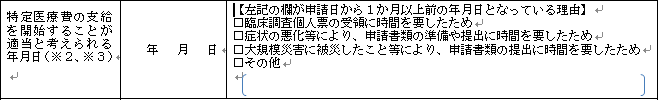 特定医療費の支給
を開始することが
適当と考えられる
年月日(※2、※3)
年　月　日
【左記の欄が申請日から1か月以上前の年月日となっている理由】
□臨床調査個人票の受領に時間を要したため
□症状の悪化等により、申請書類の準備や提出に時間を要したため
□大規模災害に被災したこと等により、申請書類の提出に時間を要したため
□その他